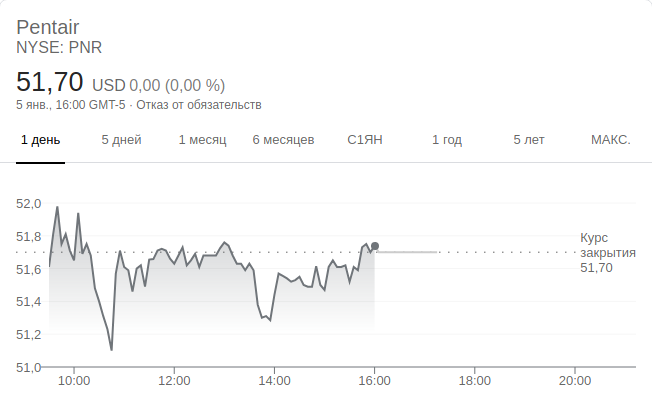 Pentair
NYSE: PNR
51,70 USD 0,00 (0,00 %)
5 янв., 16:00 GMT-5 · Отказ от обязательств
1 день 5 дней 1 месяц 6 месяцев С1ЯН 1 год 5 лет МАКС.
52,0
51,8
51,6
51,4
51,2
51,0
Курс
закрытия
51,70
10:00 12:00 14:00 16:00 18:00 20:00